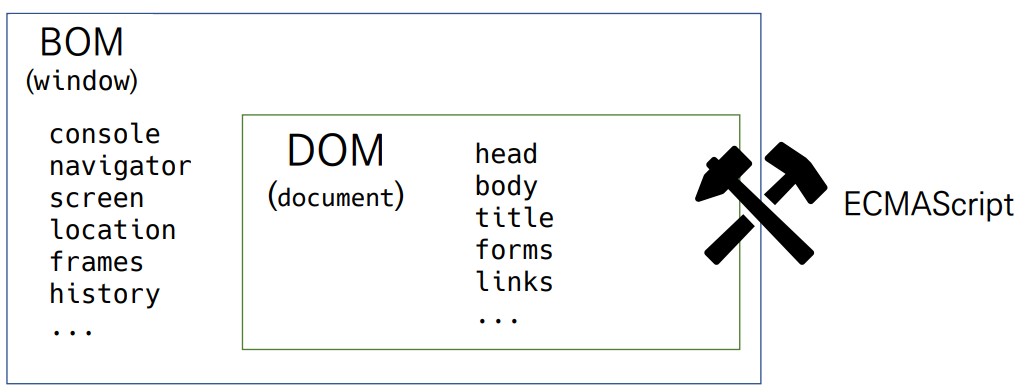 BOM
(window)
console
navigator
screen
location
frames
history
...
DOM
(document)
head
body
title
forms
links
...
ECMAScript